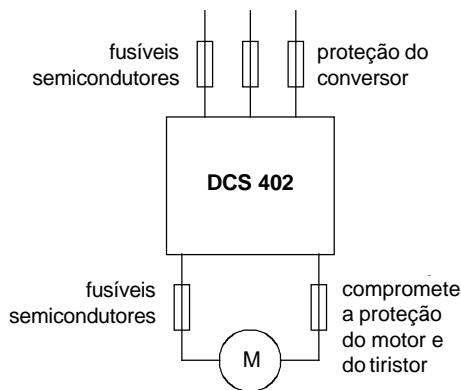 fusíveis
semicondutores
proteção do
conversor
DCS 402
fusíveis
semicondutores
compromete
a proteção
do motor e
do tiristor
M